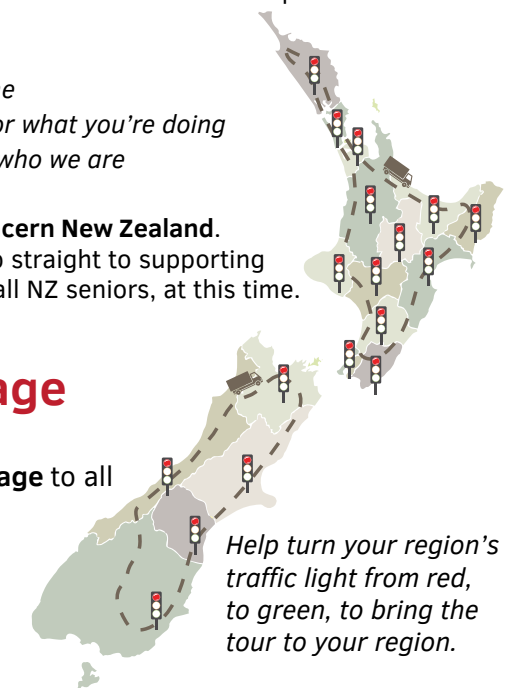 or what you're doing
who we are
cern New Zealand.
straight to supporting
all NZ seniors, at this time.
age
age to all
Help turn your region's
traffic light from red,
to green, to bring the
tour to your region.